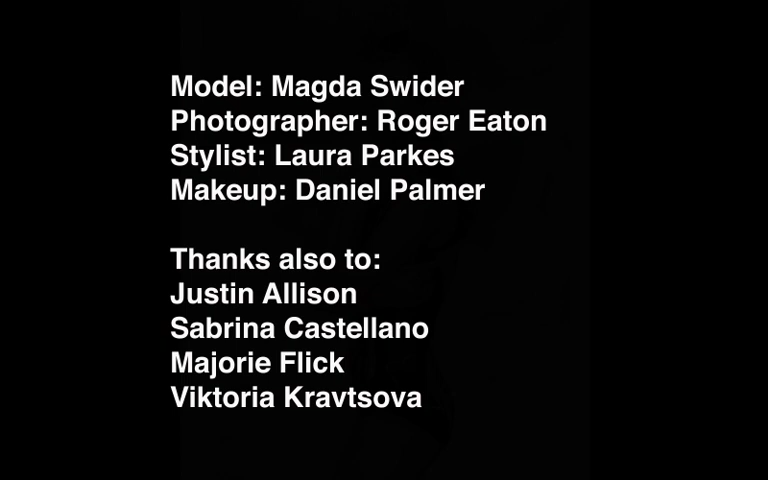 Model: Magda Swider
Photographer: Roger Eaton
Stylist: Laura Parkes
Makeup: Daniel Palmer
Thanks also to:
Justin Allison
Sabrina Castellano
Majorie Flick
Viktoria Kravtsova